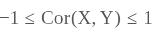 −1 ≤ Cor(X, Y) ≤ 1